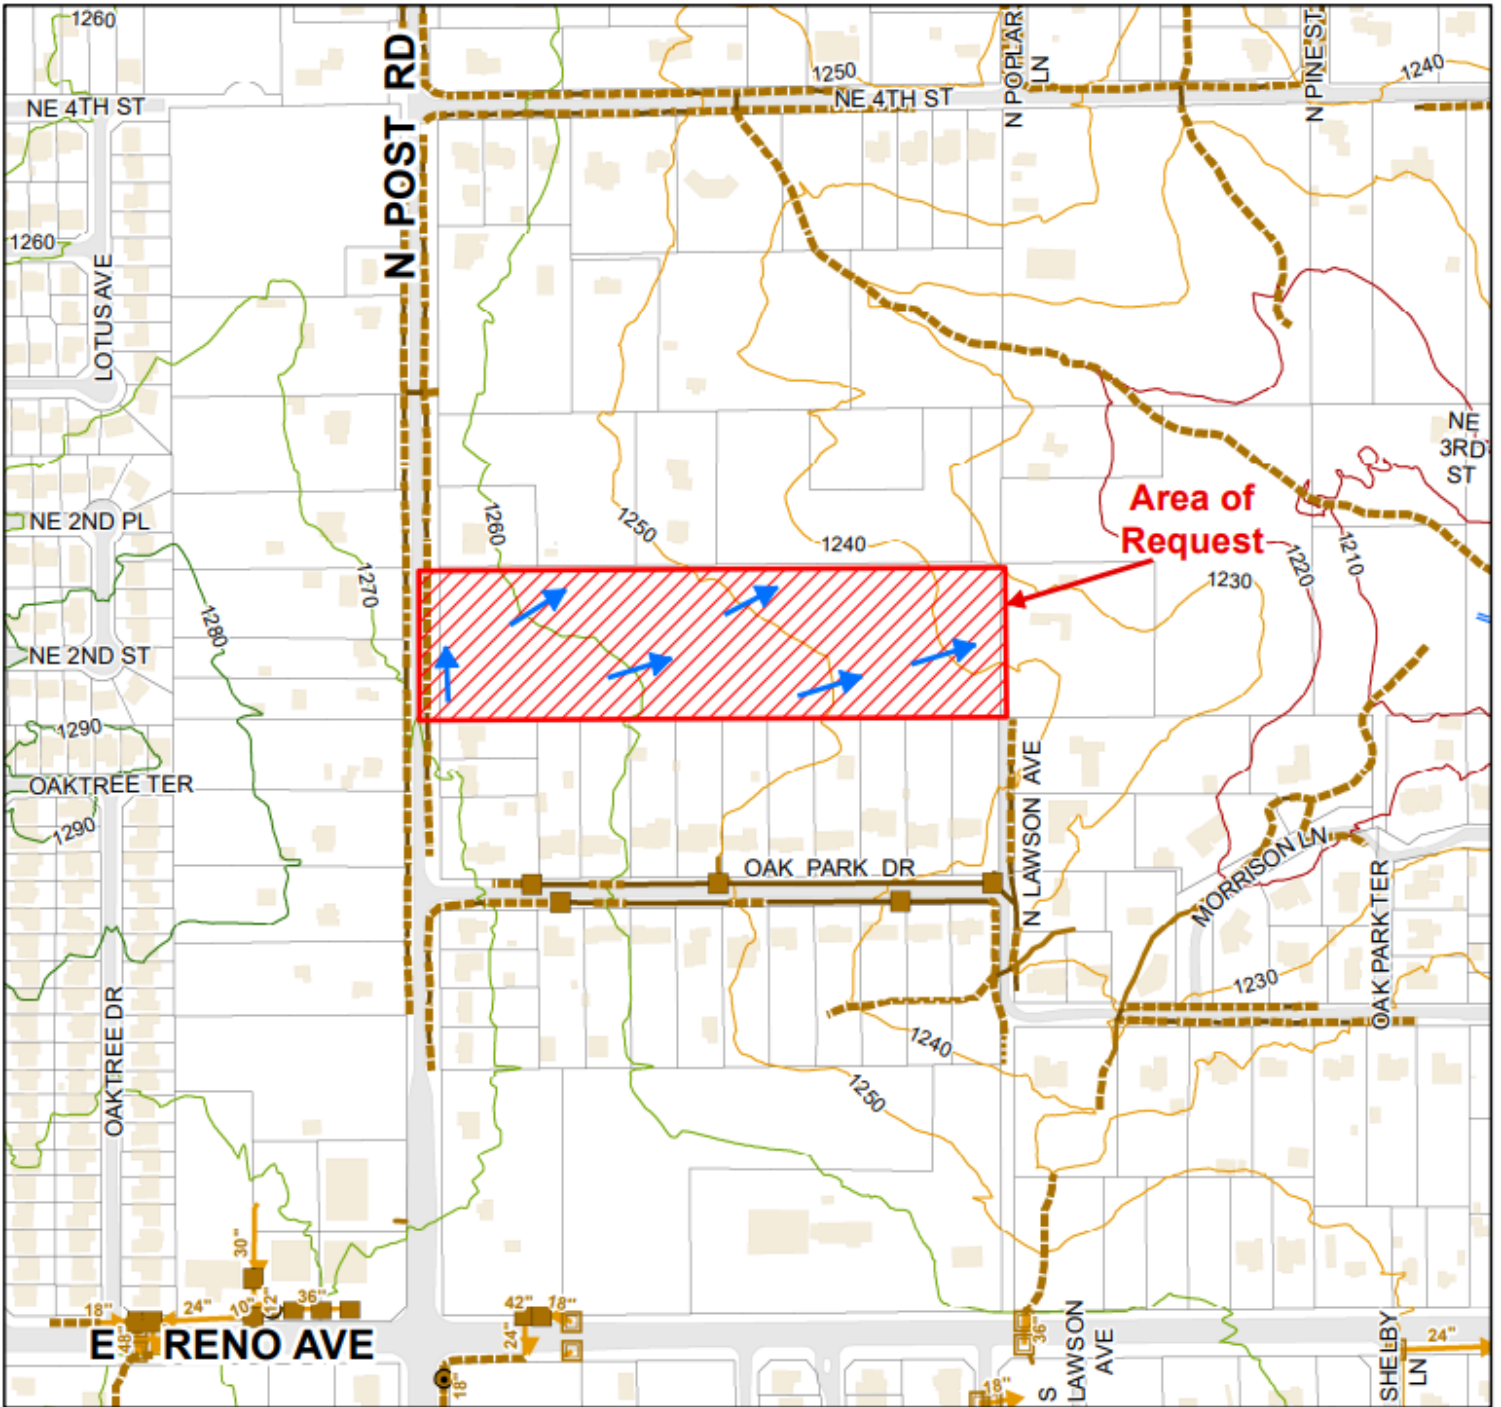 1260
N POST RD
1250
N POPLAR
LN
N PINE ST
1240
NE 4TH ST
NE 4TH ST
1260
LOTUS AVE
NE
3RD
ST
Area of
Request
1260
1250
1240
NE 2ND PL
1270
1280
1230
1220
1210
NE 2ND ST
1290
OAKTREE TER
1290
N LAWSON AVE
OAK PARK DR
MORRISON LN
OAK PARK TER
1230
OAKTREE DR
1240
1250
30"
18"
24"
10"
12"
36"
48"
42"
18"
24"
36"
E RENO AVE
18"
18"
S
LAWSON
AVE
SHELBY
LN
24"